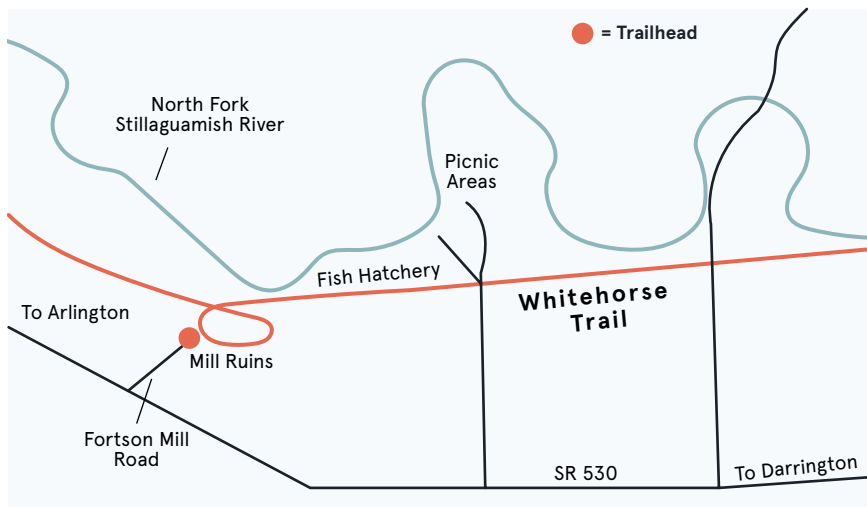 = Trailhead
North Fork
Stillaguamish River
Picnic
Areas
Fish Hatchery
Whitehorse
Trail
To Arlington
Mill Ruins
Fortson Mill
Road
SR 530
To Darrington